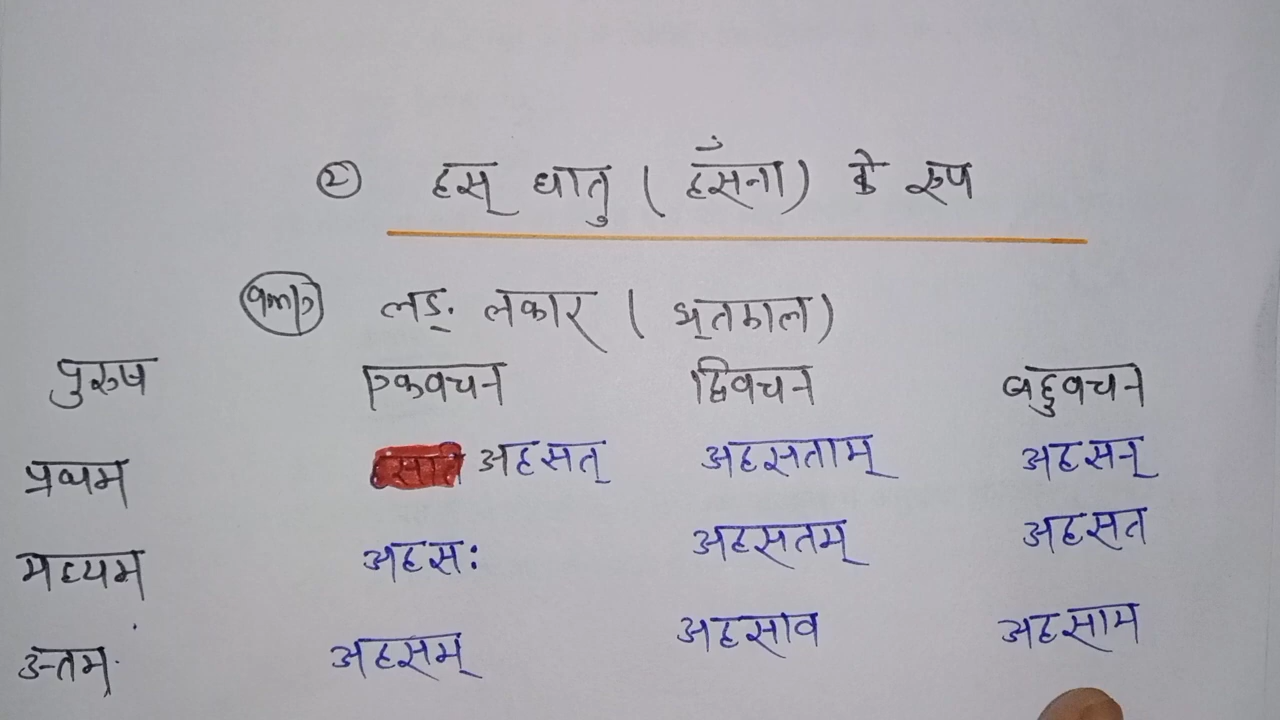 ② हस् धातु (हँसना) के रुप
लङ्. लकार (भूतकाल)
पुरुष एकवचन द्विवचन बहुवचन
प्रथम अहसत् अहसताम् अहसन्
मध्यम अहसः अहसतम् अहसत
उत्तम् अहसम् अहसाव अहसाम